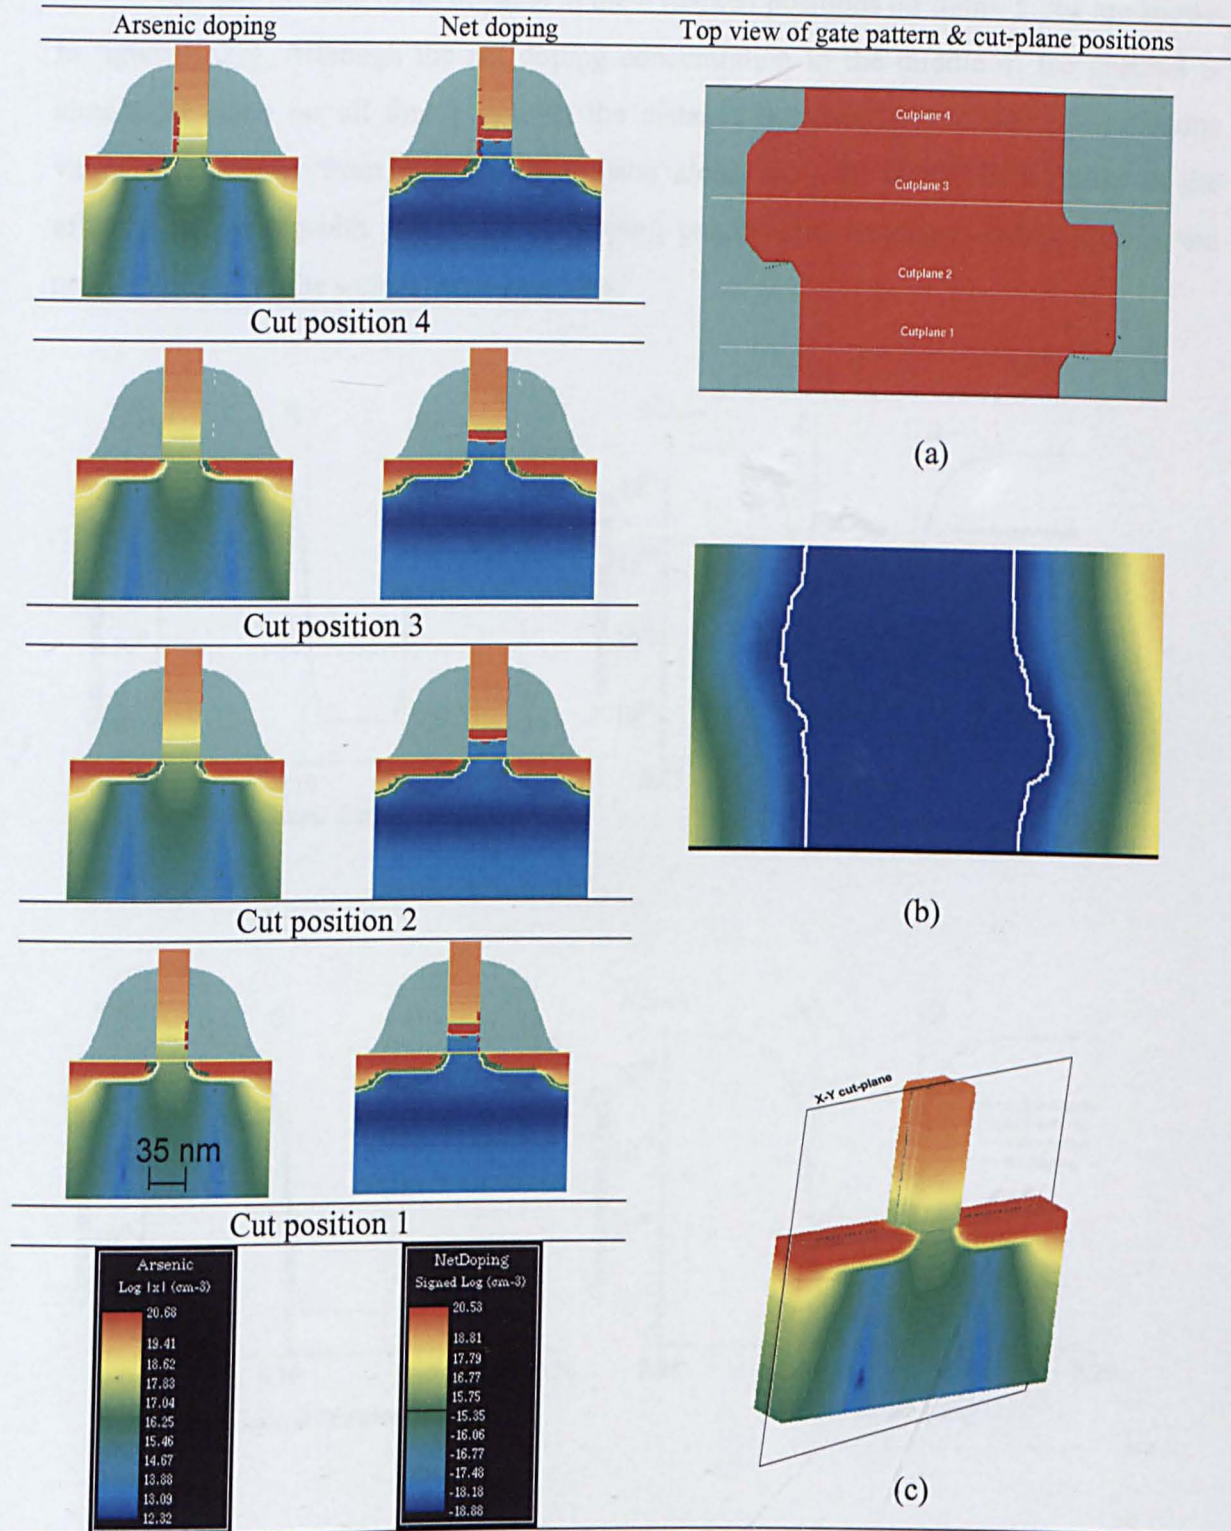 Arsenic doping
Net doping
Top view of gate pattern & cut-plane positions
Cut position 4
Cut position 3
Cut position 2
35 nm
Cut position 1
Arsenic
Log |x| (cm-3)
20.68
19.41
18.62
17.83
17.04
16.25
15.46
14.67
13.88
13.09
12.32
NetDoping
Signed Log (cm-3)
20.53
18.81
17.79
16.77
15.75
-15.35
-16.06
-16.77
-17.48
-18.18
-18.88
Cutplane 4
Cutplane 3
Cutplane 2
Cutplane 1
(a)
(b)
X-Y cut-plane
(c)